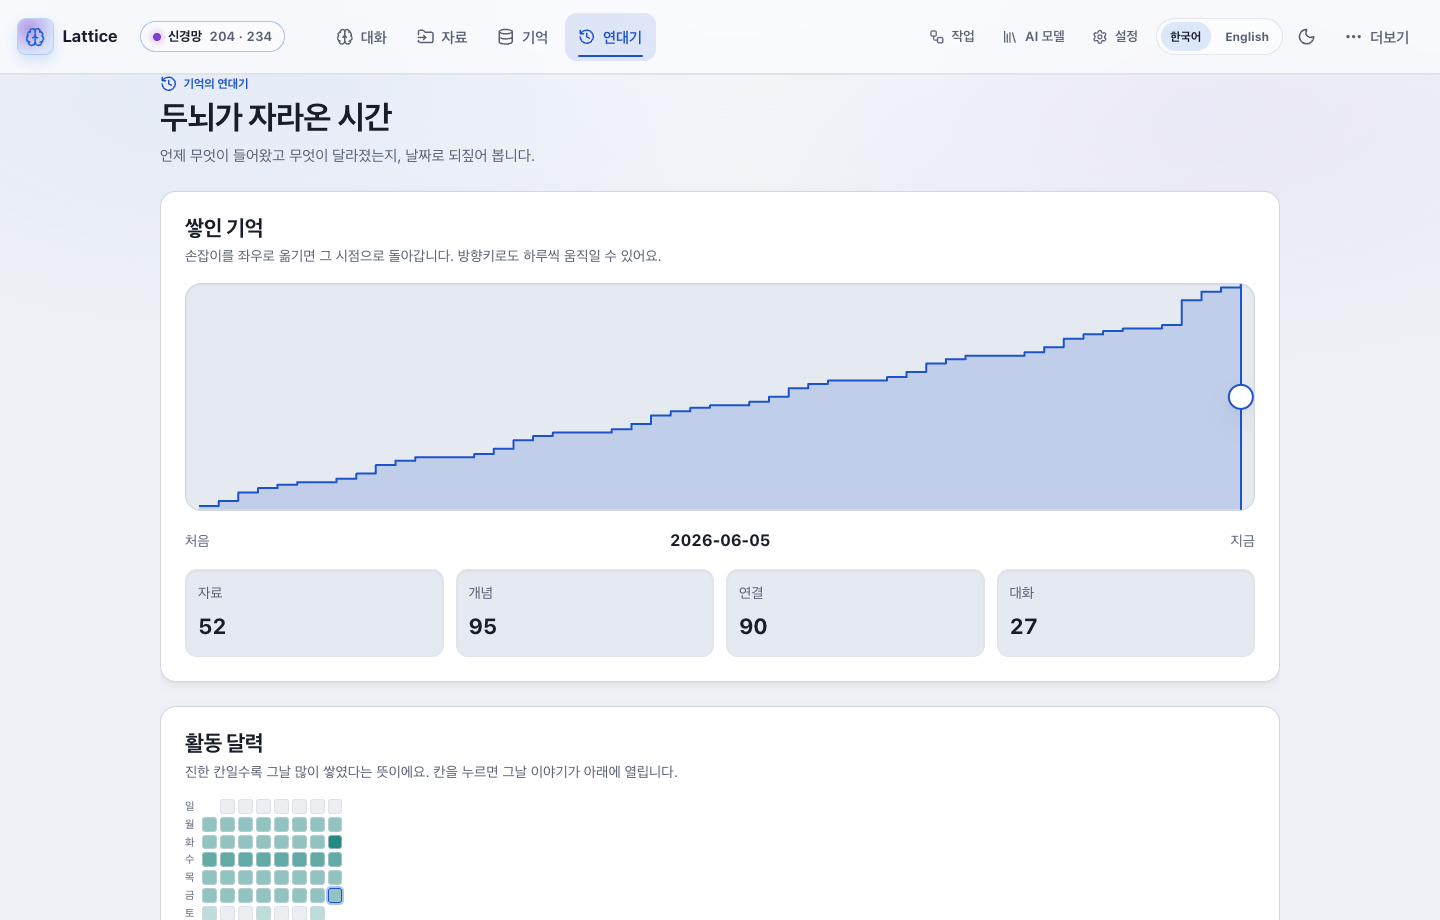 Lattice
신경망 204 · 234
대화
자료
기억
연대기
작업
AI 모델
설정
한국어
English
더보기
기억의 연대기
두뇌가 자라온 시간
언제 무엇이 들어왔고 무엇이 달라졌는지, 날짜로 되짚어 봅니다.
쌓인 기억
손잡이를 좌우로 옮기면 그 시점으로 돌아갑니다. 방향키로도 하루씩 움직일 수 있어요.
처음
2026-06-05
지금
자료
52
개념
95
연결
90
대화
27
활동 달력
진한 칸일수록 그날 많이 쌓였다는 뜻이에요. 칸을 누르면 그날 이야기가 아래에 열립니다.
일
월
화
수
목
금
토